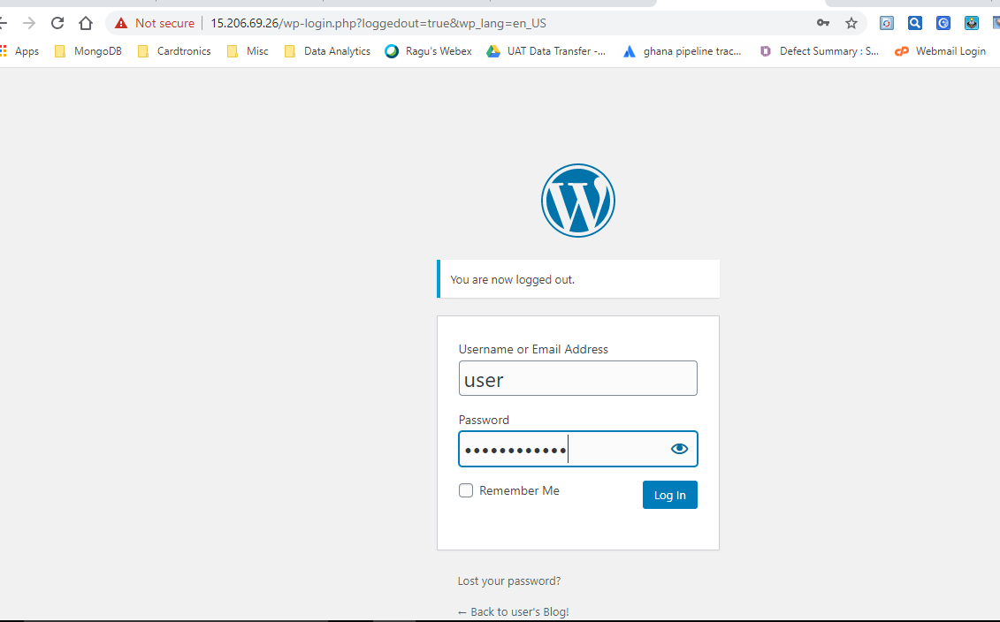 Not secure 15.206.69.26/wp-login.php?loggedout=true&wp_lang=en_US
Apps MongoDB Cardtronics Misc Data Analytics Ragu's Webex UAT Data Transfer -... ghana pipeline trac... Defect Summary : S... Webmail Login
You are now logged out.
Username or Email Address
user
Password
••••••••••••
Remember Me Log In
Lost your password?
← Back to user's Blog!